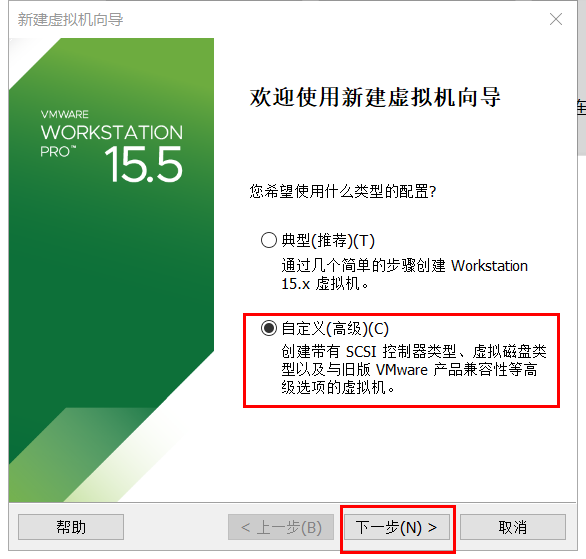 新建虚拟机向导
VMWARE
WORKSTATION
PRO™
15.5
欢迎使用新建虚拟机向导
您希望使用什么类型的配置?
典型(推荐)(T)
通过几个简单的步骤创建 Workstation
15.x 虚拟机。
自定义(高级)(C)
创建带有 SCSI 控制器类型、虚拟磁盘类
型以及与旧版 VMware 产品兼容性等高
级选项的虚拟机。
帮助
< 上一步(B)
下一步(N) >
取消